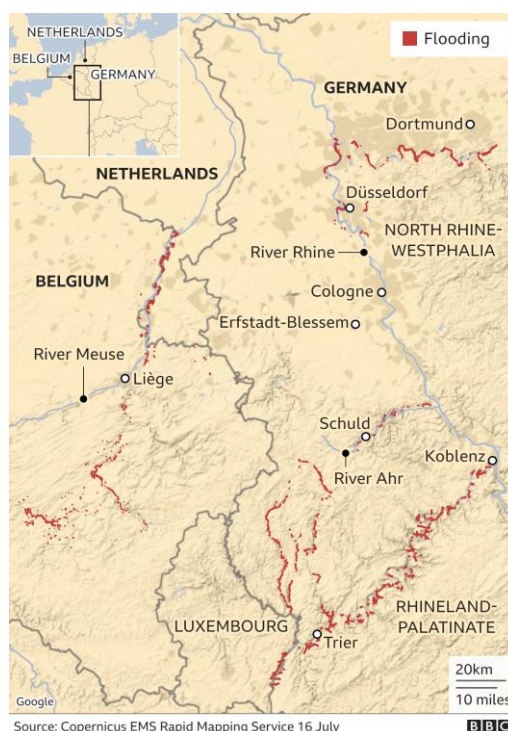 NETHERLANDS
BELGIUM
GERMANY
Flooding
GERMANY
Dortmund
NETHERLANDS
Düsseldorf
NORTH RHINE-
WESTPHALIA
River Rhine
BELGIUM
Cologne
Erfstadt-Blessem
River Meuse
Liège
Schuld
Koblenz
River Ahr
RHINELAND-
PALATINATE
LUXEMBOURG
Trier
20km
10 miles
Google
Source: Copernicus EMS Rapid Mapping Service 16 July
BBC